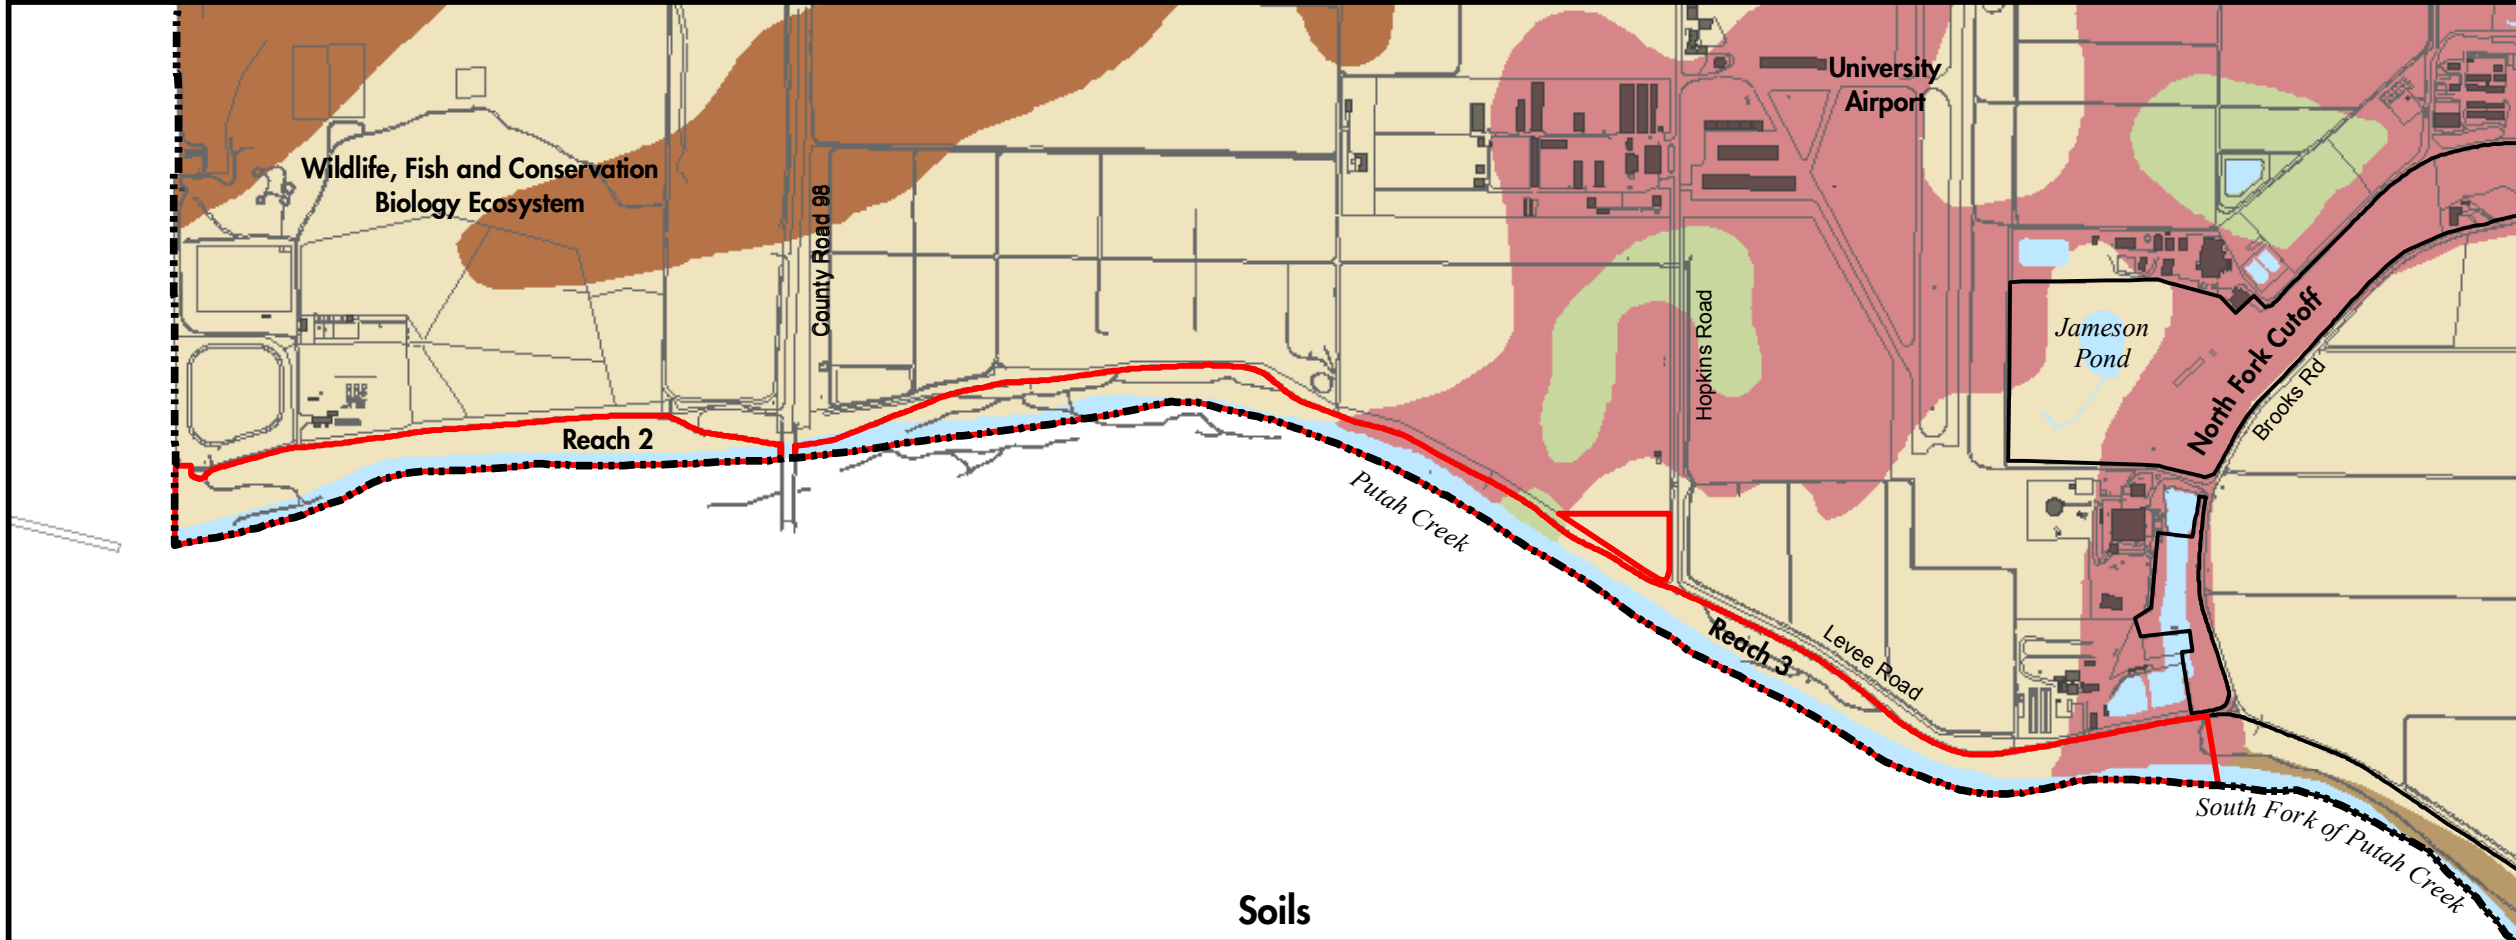 University
Airport
Wildlife, Fish and Conservation
Biology Ecosystem
County Road 98
Hopkins Road
Jameson
Pond
North Fork Cutoff
Brooks Rd
Reach 2
Putah Creek
Reach 3
Levee Road
South Fork of Putah Creek
Soils